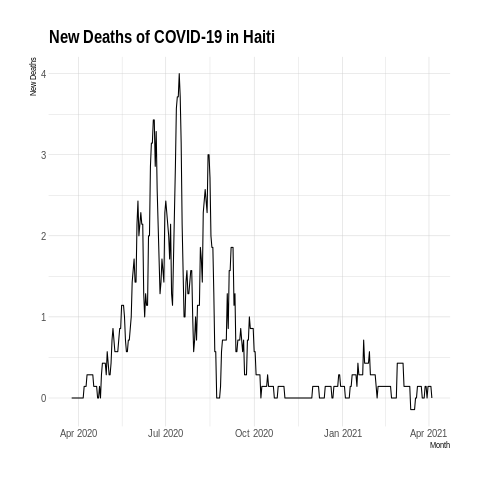 New Deaths of COVID-19 in Haiti
New Deaths
4
3
2
1
0
Apr 2020 Jul 2020 Oct 2020 Jan 2021 Apr 2021
Month